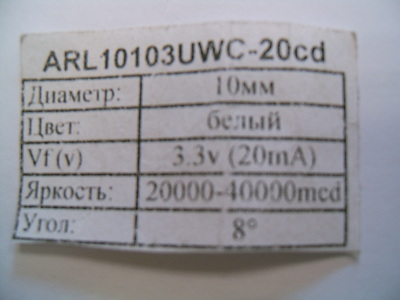 ARL10103UWC-20cd
Диаметр: 10мм
Цвет: белый
Vf (v) 3.3v (20mA)
Яркость: 20000-40000mcd
Угол: 8°